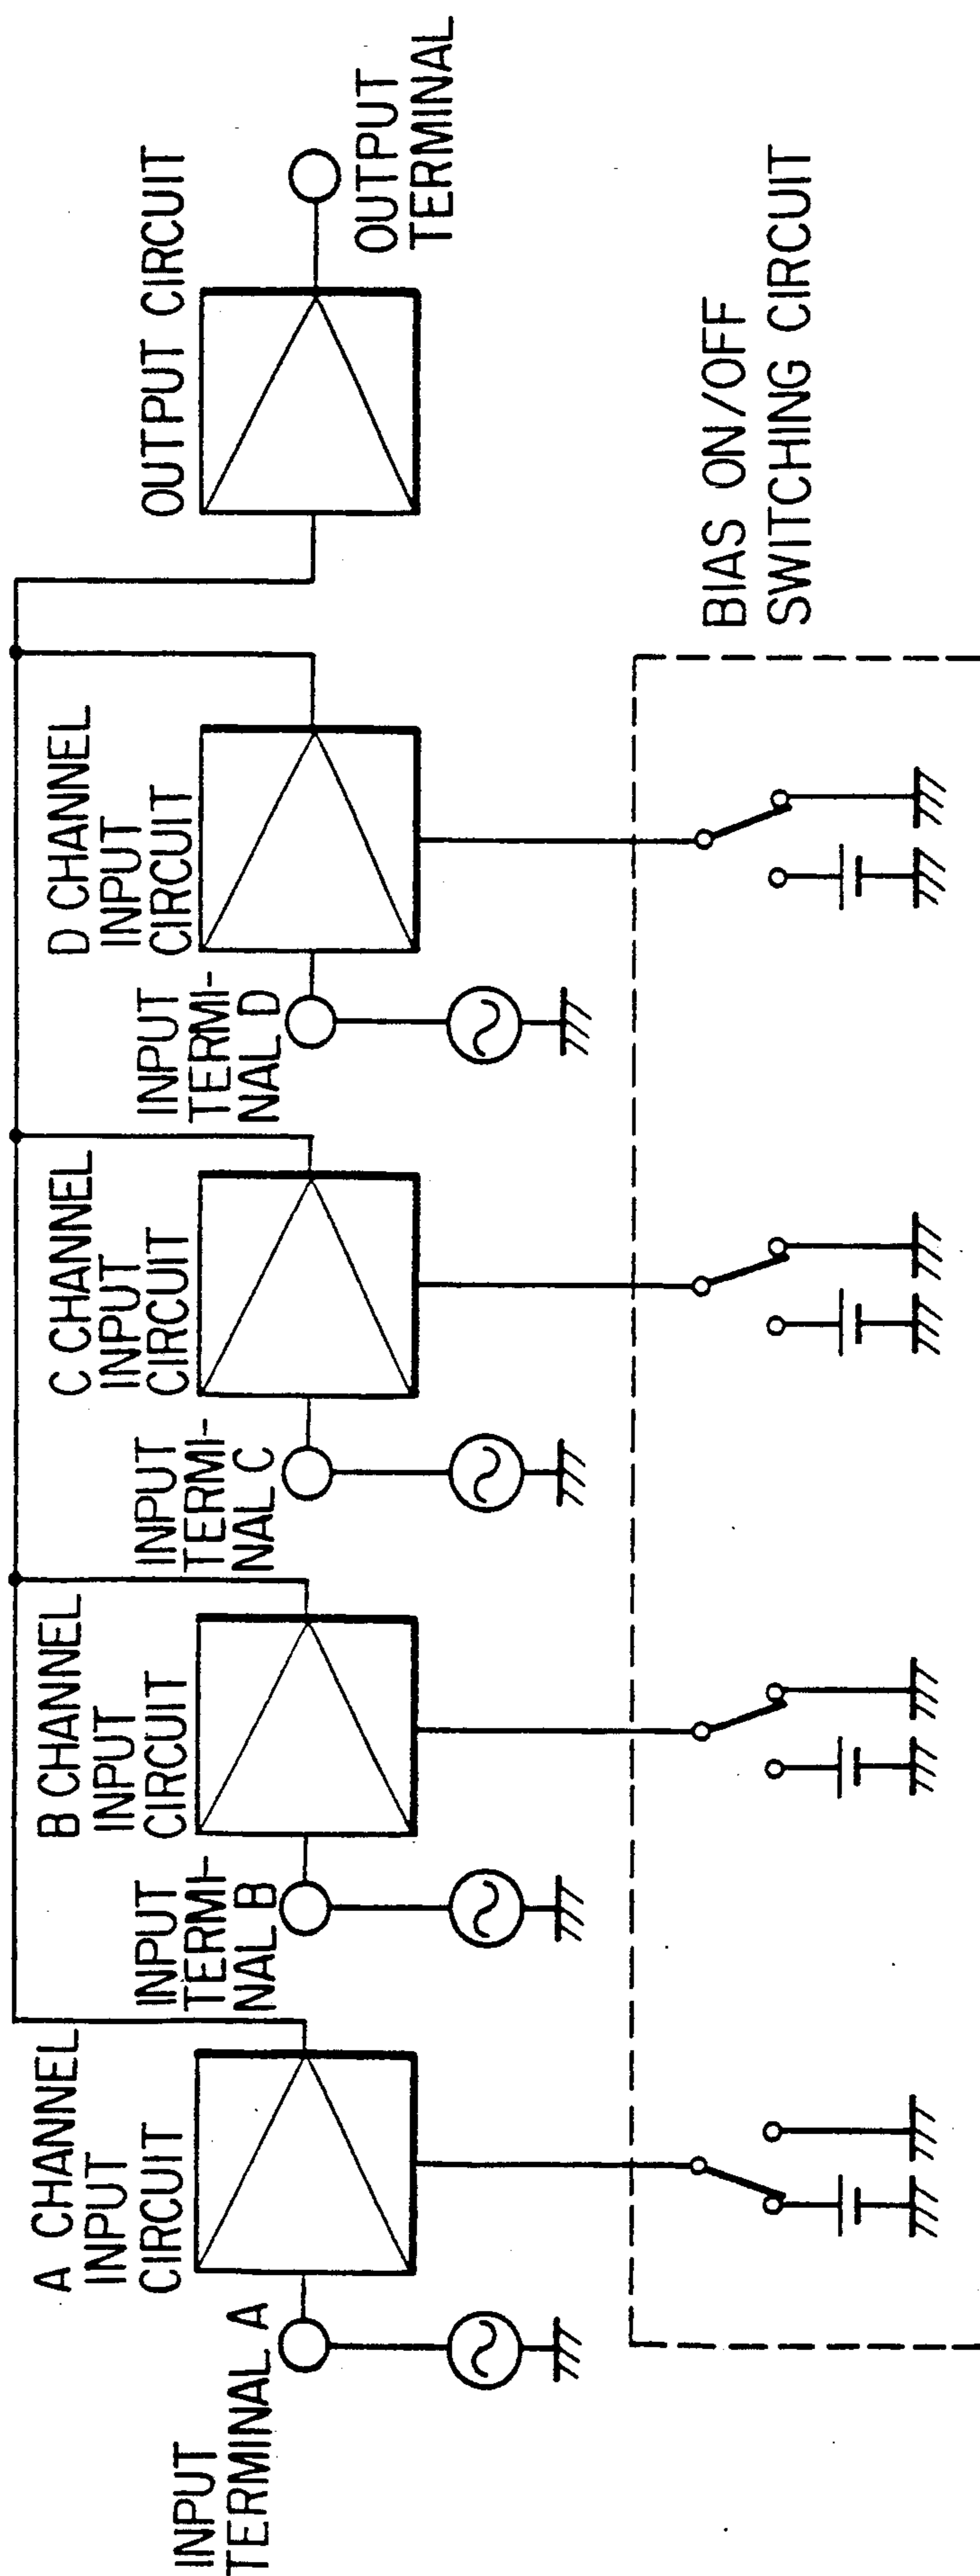 INPUT
TERMINAL A
A CHANNEL
INPUT
CIRCUIT
INPUT
TERMI-
NAL B
B CHANNEL
INPUT
CIRCUIT
INPUT
TERMI-
NAL C
C CHANNEL
INPUT
CIRCUIT
INPUT
TERMI-
NAL D
D CHANNEL
INPUT
CIRCUIT
OUTPUT CIRCUIT
OUTPUT
TERMINAL
BIAS ON/OFF
SWITCHING CIRCUIT